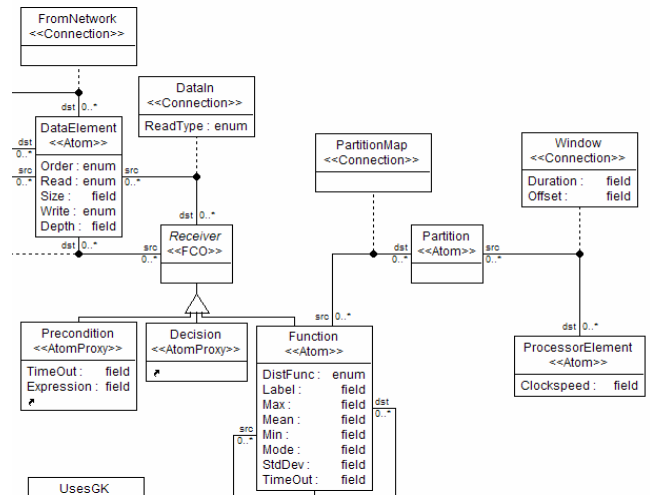 FromNetwork
<<Connection>>
dst 0..*
DataElement
<<Atom>>
Order : enum
Read : enum
Size : field
Write : enum
Depth : field
dst
0..*
src
0..*
src
0..*
dst 0..*
DataIn
<<Connection>>
ReadType : enum
dst 0..*
Receiver
<<FCO>>
src
0..*
PartitionMap
<<Connection>>
Window
<<Connection>>
Duration : field
Offset : field
dst
0..*
Partition
<<Atom>>
src
0..*
dst 0..*
ProcessorElement
<<Atom>>
Clockspeed : field
Precondition
<<AtomProxy>>
TimeOut : field
Expression : field
Decision
<<AtomProxy>>
src 0..*
Function
<<Atom>>
DistFunc : enum
Label : field
Max : field
Mean : field
Min : field
Mode : field
StdDev : field
TimeOut : field
src
0..*
dst
0..*
UsesGK